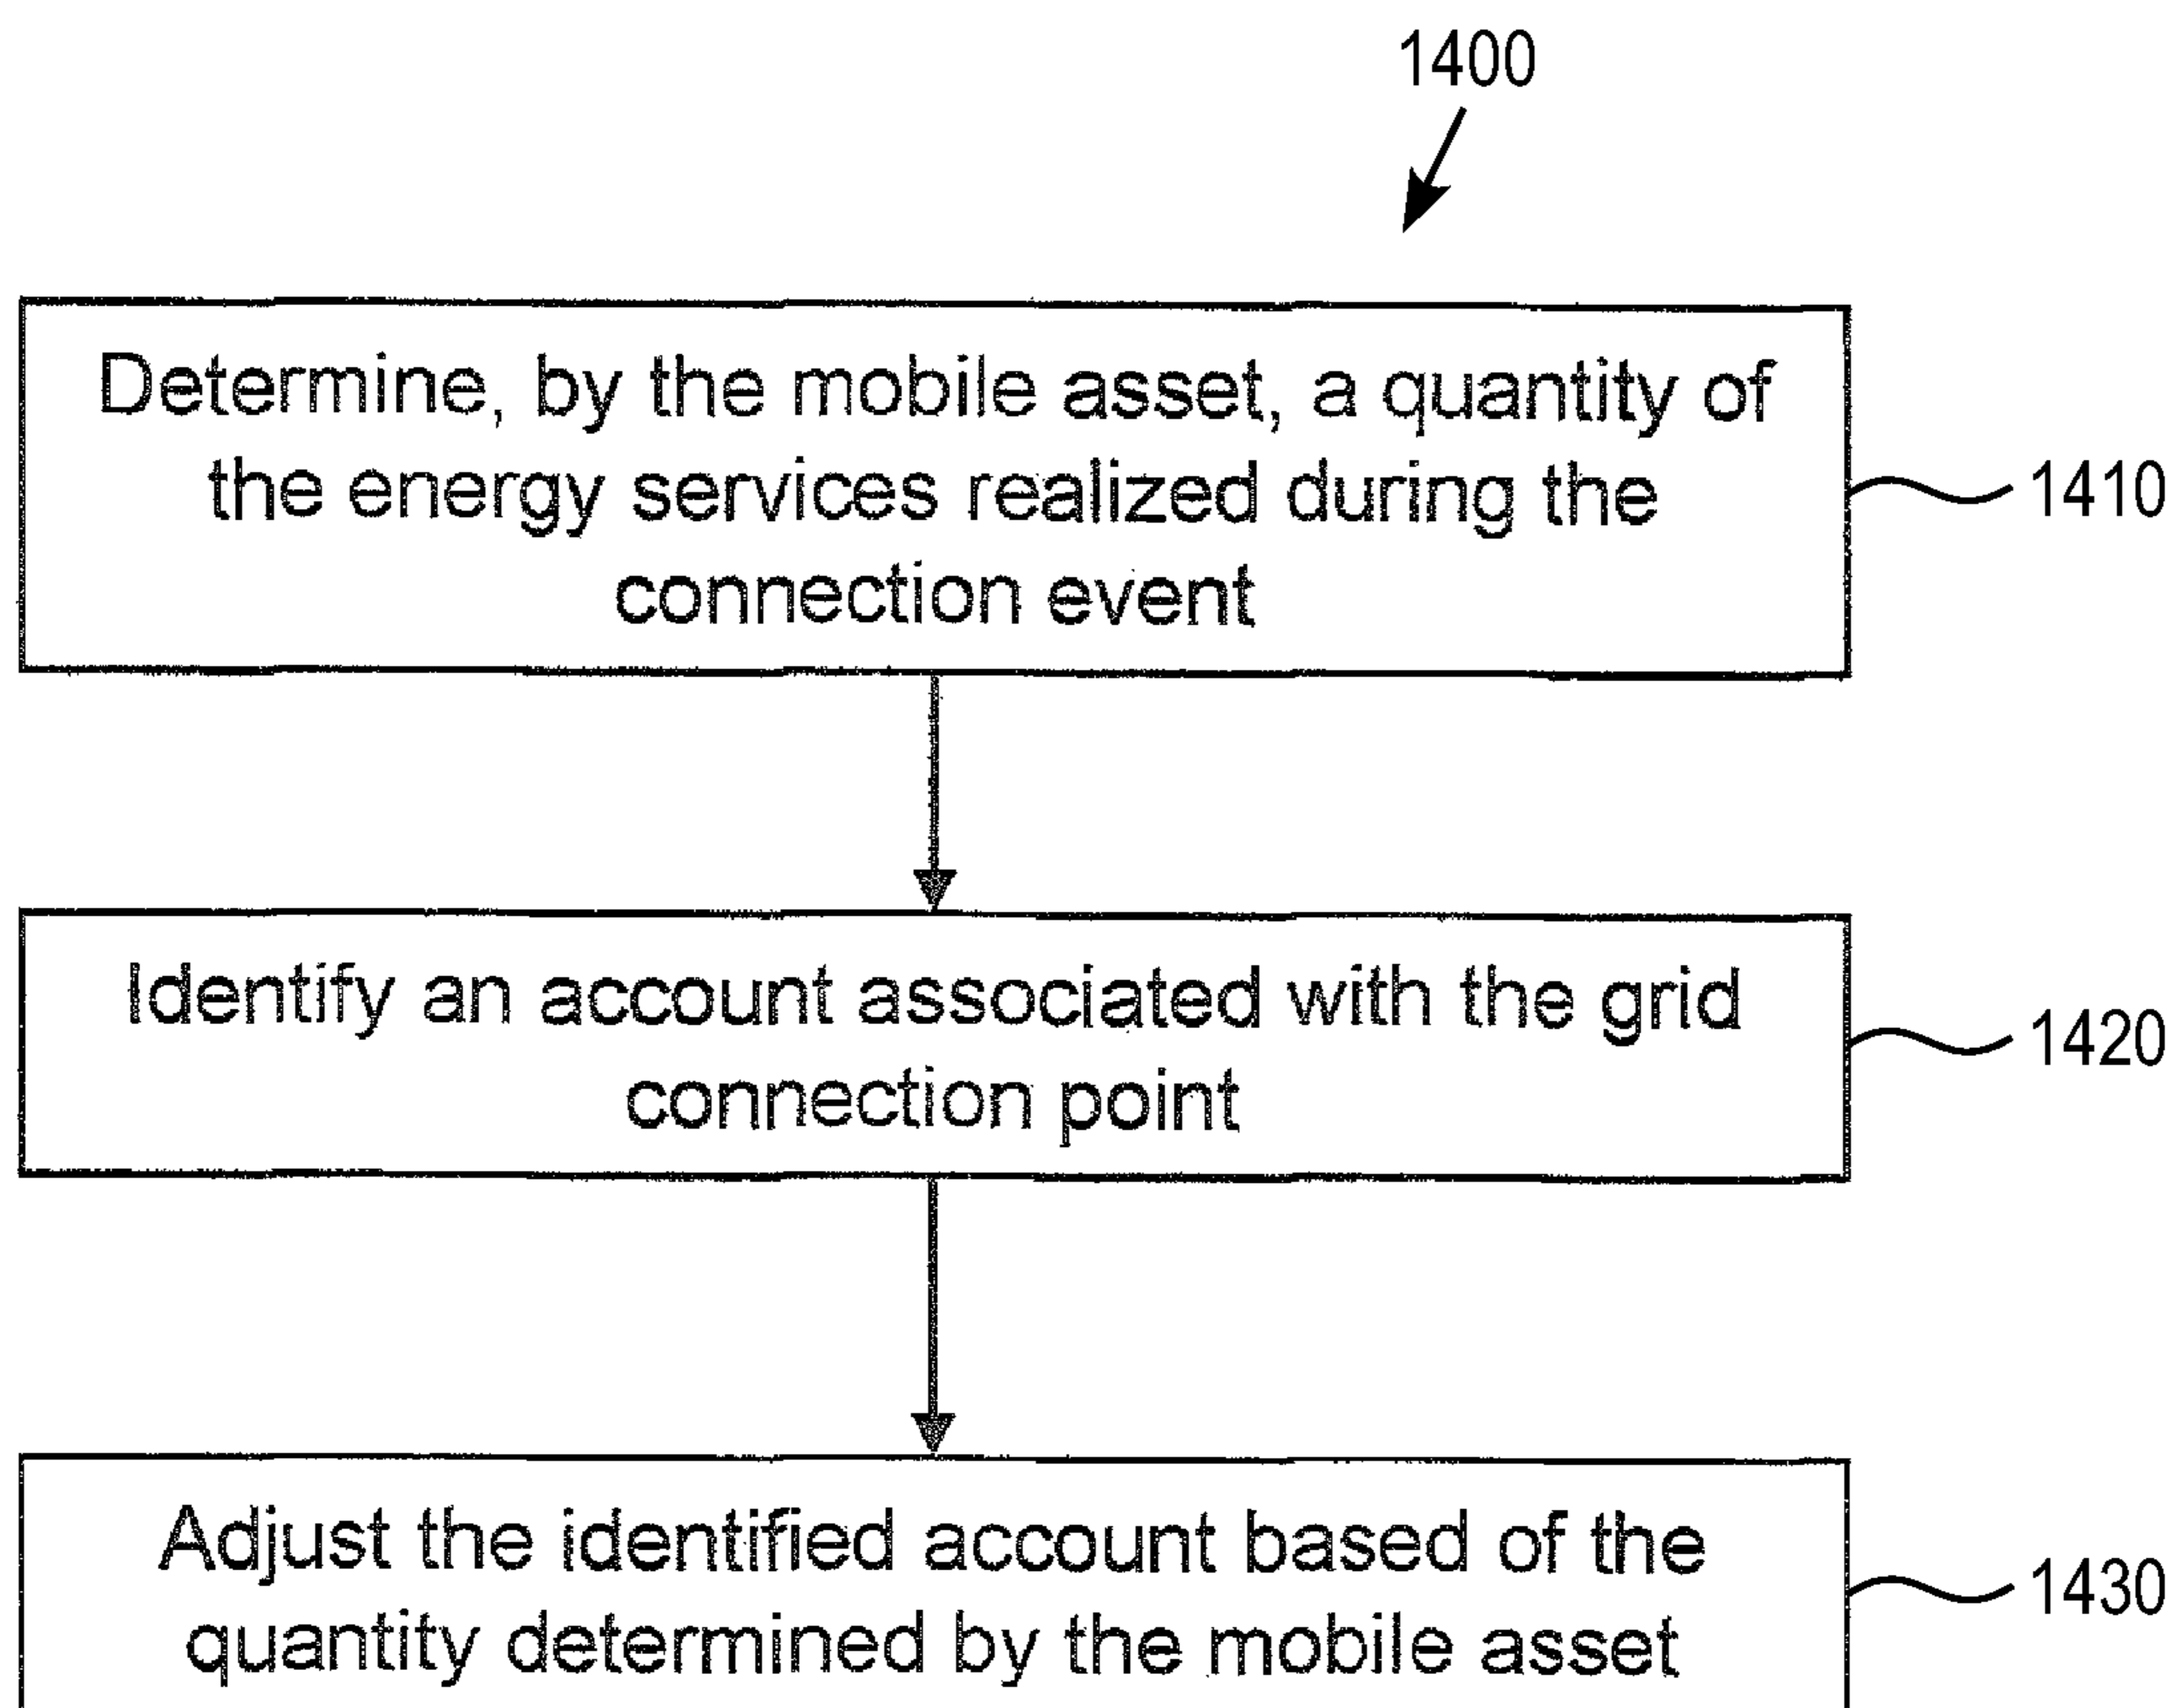 1400
Determine, by the mobile asset, a quantity of
the energy services realized during the
connection event
1410
Identify an account associated with the grid
connection point
1420
Adjust the identified account based of the
quantity determined by the mobile asset
1430